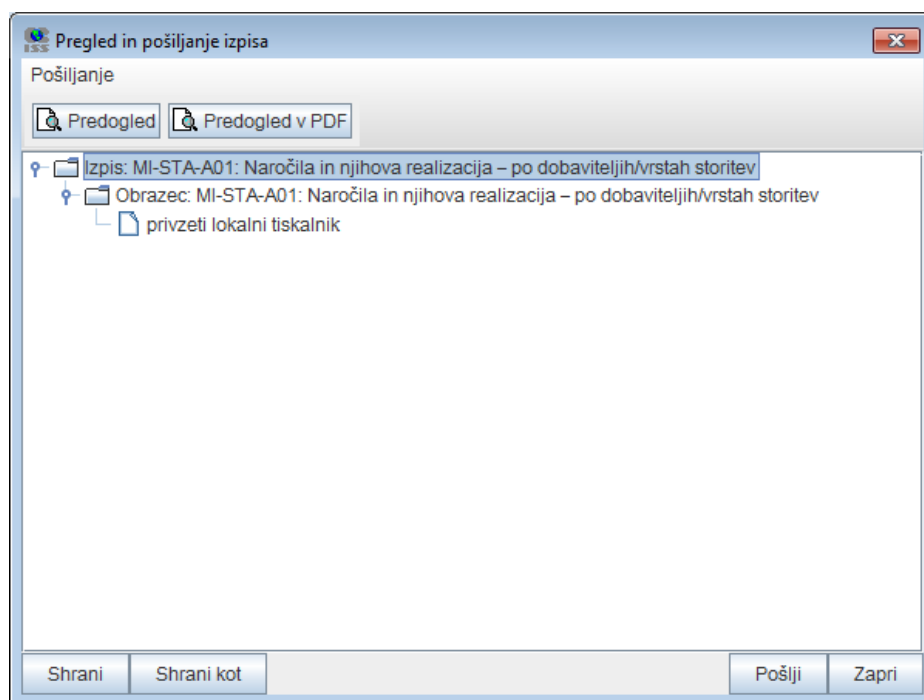 Pregled in pošiljanje izpisa
Pošiljanje
Predogled Predogled v PDF
Izpis: MI-STA-A01: Naročila in njihova realizacija – po dobaviteljih/vrstah storitev
Obrazec: MI-STA-A01: Naročila in njihova realizacija – po dobaviteljih/vrstah storitev
privzeti lokalni tiskalnik
Shrani Shrani kot Pošlji Zapri